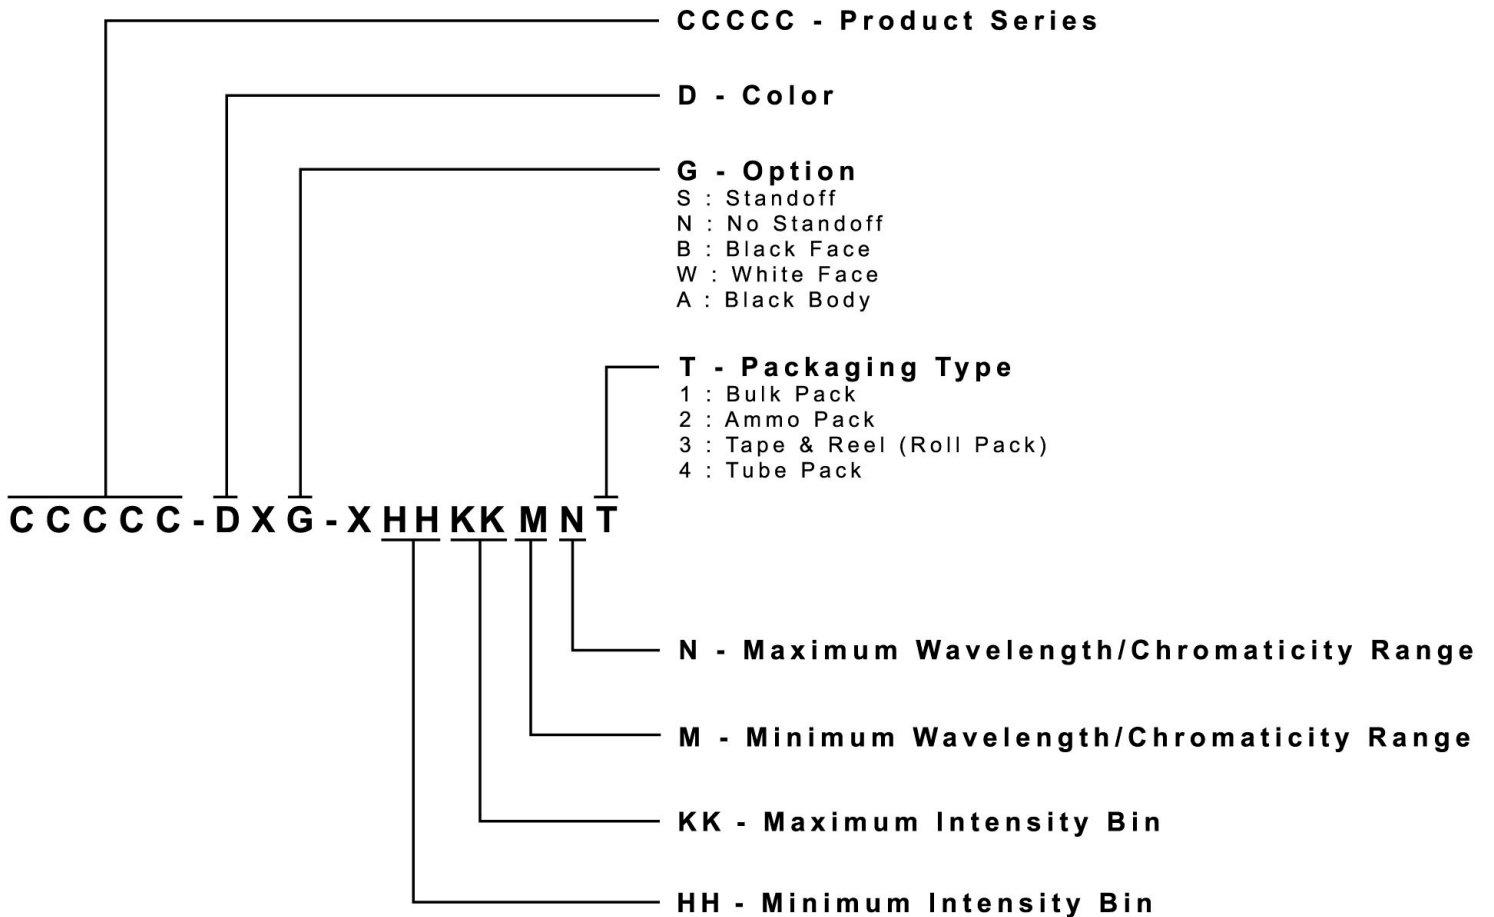 CCCCC - Product Series
D - Color
G - Option
S : Standoff
N : No Standoff
B : Black Face
W : White Face
A : Black Body
T - Packaging Type
1 : Bulk Pack
2 : Ammo Pack
3 : Tape & Reel (Roll Pack)
4 : Tube Pack
CCCCC-DXG-XHHKKMNT
N - Maximum Wavelength/Chromaticity Range
M - Minimum Wavelength/Chromaticity Range
KK - Maximum Intensity Bin
HH - Minimum Intensity Bin